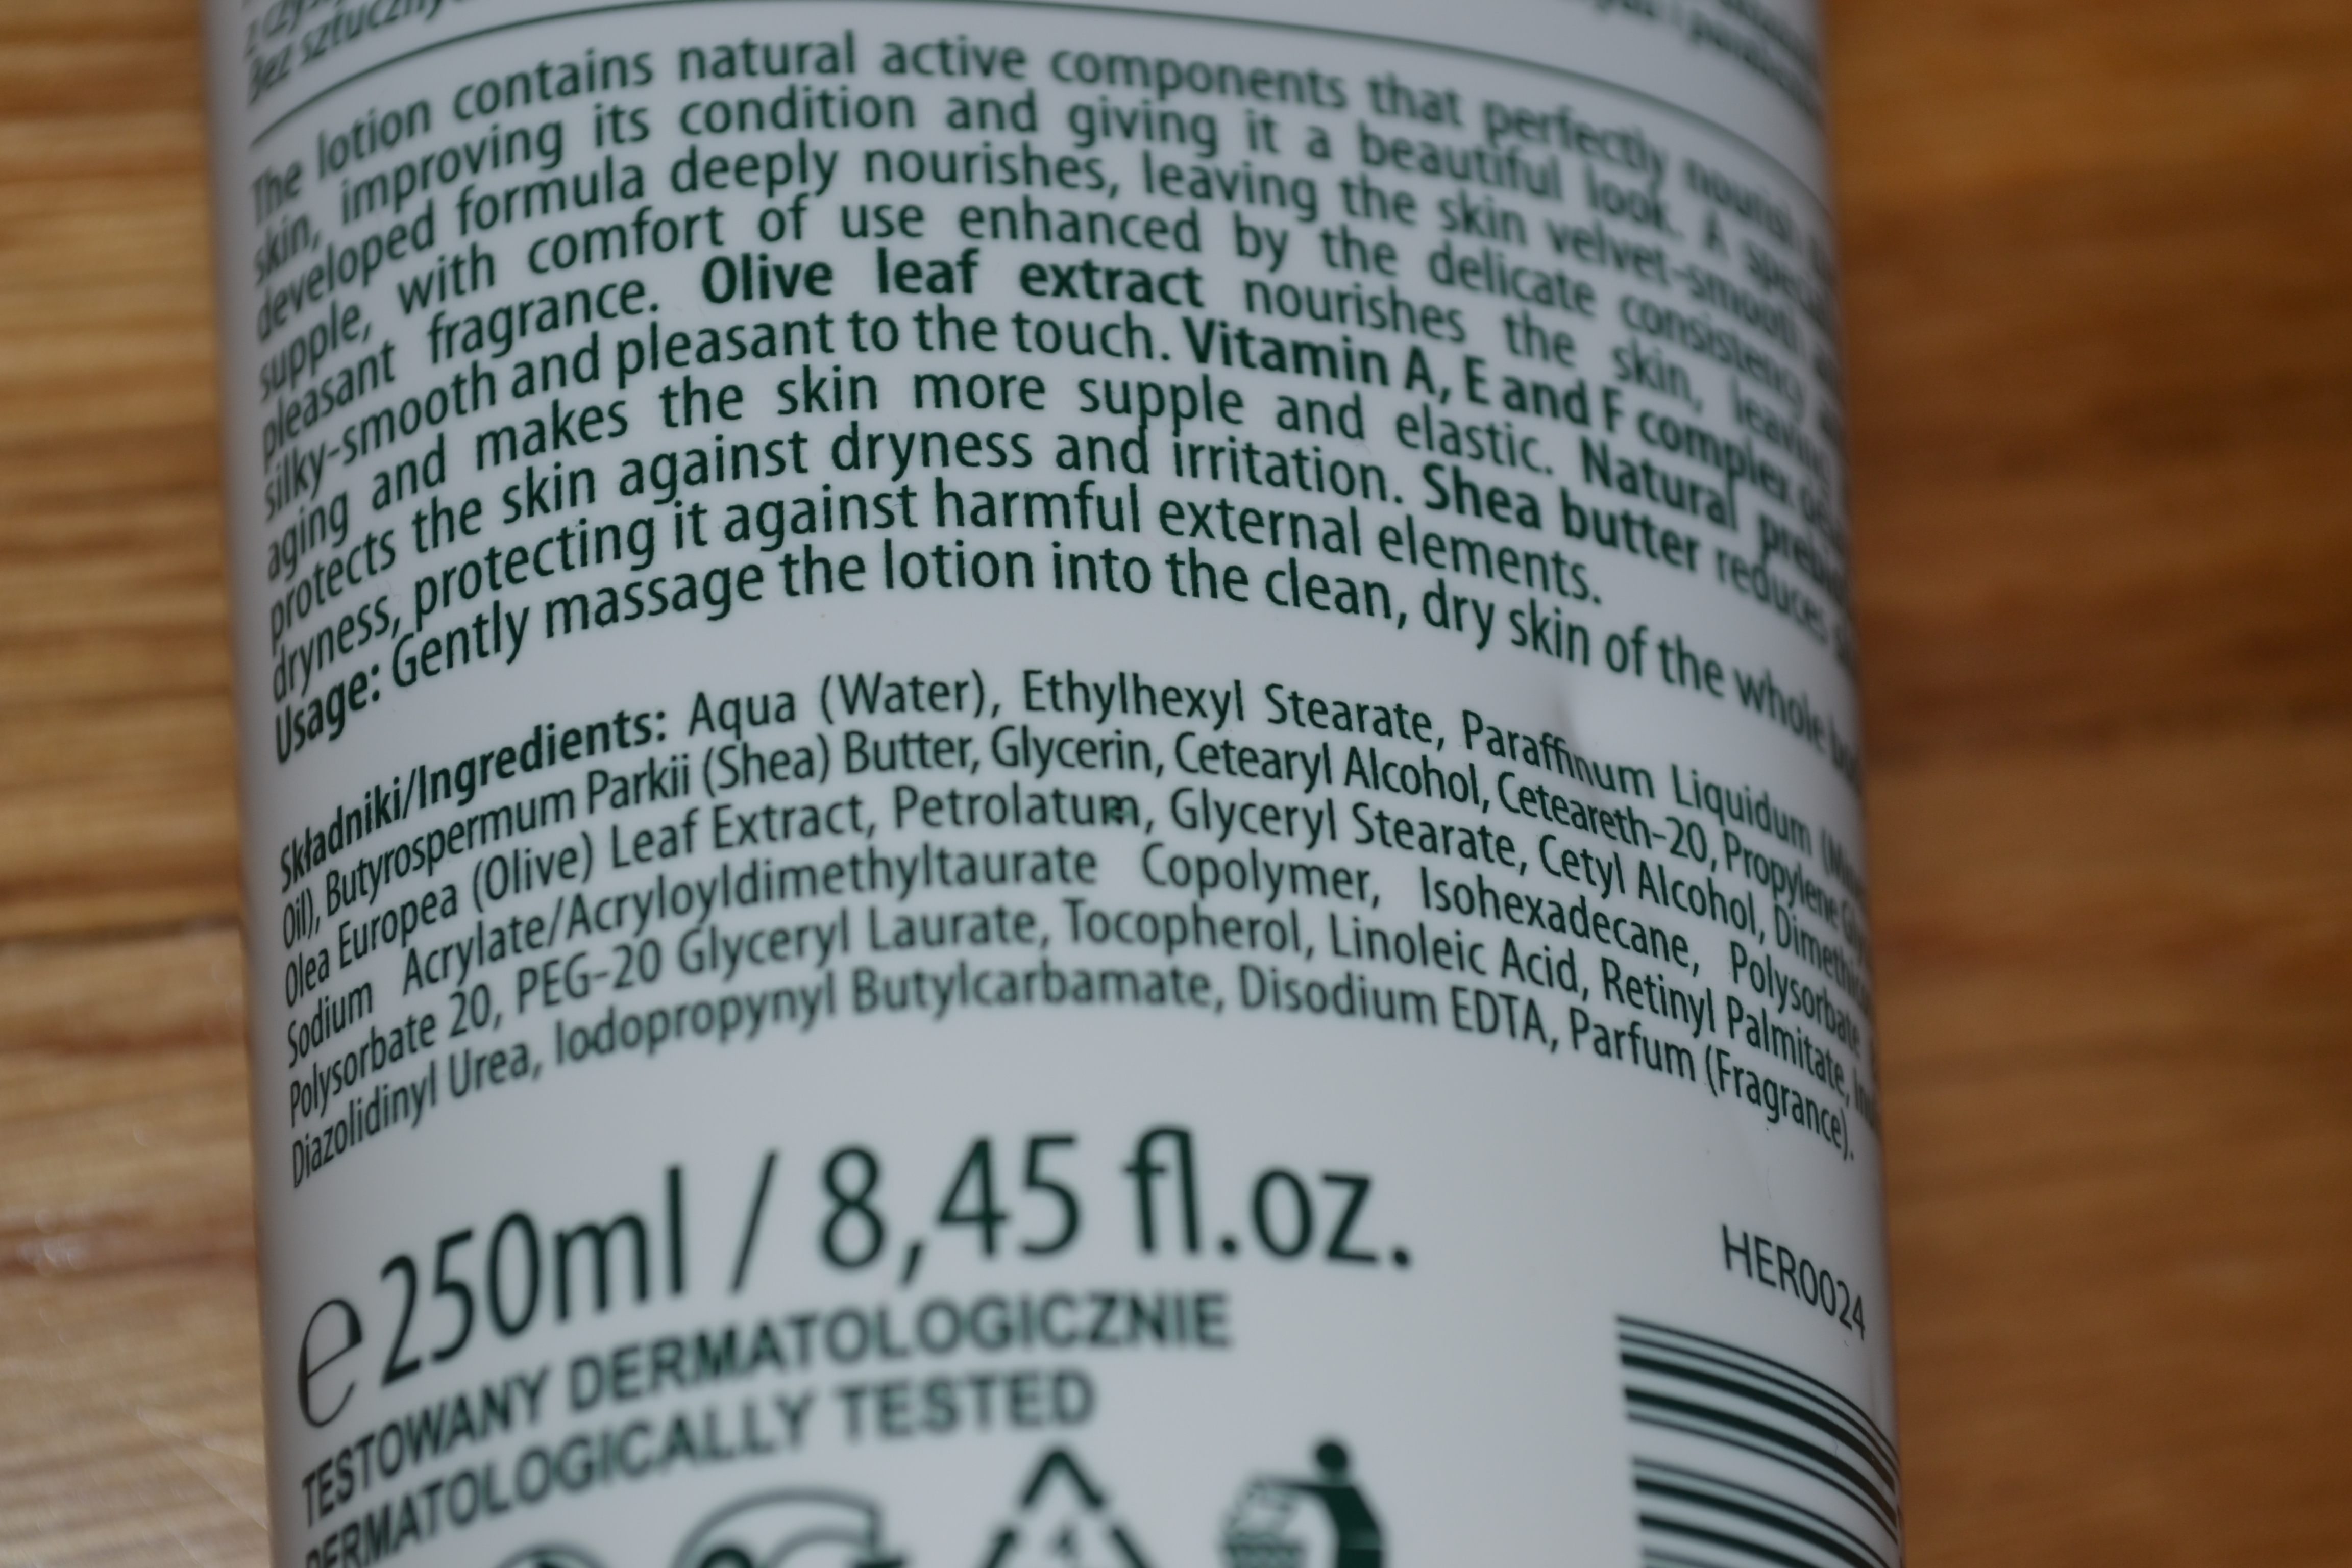 Bez sztucznych
The lotion contains natural active components that perfectly nourish
skin, improving its condition and giving it a beautiful look. A
developed formula deeply nourishes, leaving the skin velvet-smooth
supple, with comfort of use enhanced by the delicate consistency
pleasant fragrance. Olive leaf extract nourishes the skin, leaving
silky-smooth and pleasant to the touch. Vitamin A, E and F complex
aging and makes the skin more supple and elastic. Natural
protects the skin against dryness and irritation. Shea butter reduces
dryness, protecting it against harmful external elements.
Usage: Gently massage the lotion into the clean, dry skin of the whole
Składniki/Ingredients: Aqua (Water), Ethylhexyl Stearate, Paraffinum Liquidum
Oil), Butyrospermum Parkii (Shea) Butter, Glycerin, Cetearyl Alcohol, Ceteareth-20, Propylene
Olea Europea (Olive) Leaf Extract, Petrolatum, Glyceryl Stearate, Cetyl Alcohol,
Sodium Acrylate/Acryloyldimethyltaurate Copolymer, Isohexadecane, Polysorbate
Polysorbate 20, PEG-20 Glyceryl Laurate, Tocopherol, Linoleic Acid, Retinyl Palmitate,
Diazolidinyl Urea, Iodopropynyl Butylcarbamate, Disodium EDTA, Parfum (Fragrance).
e 250ml / 8,45 fl.oz.
HER0024
TESTOWANY DERMATOLOGICZNIE
DERMATOLOGICALLY TESTED